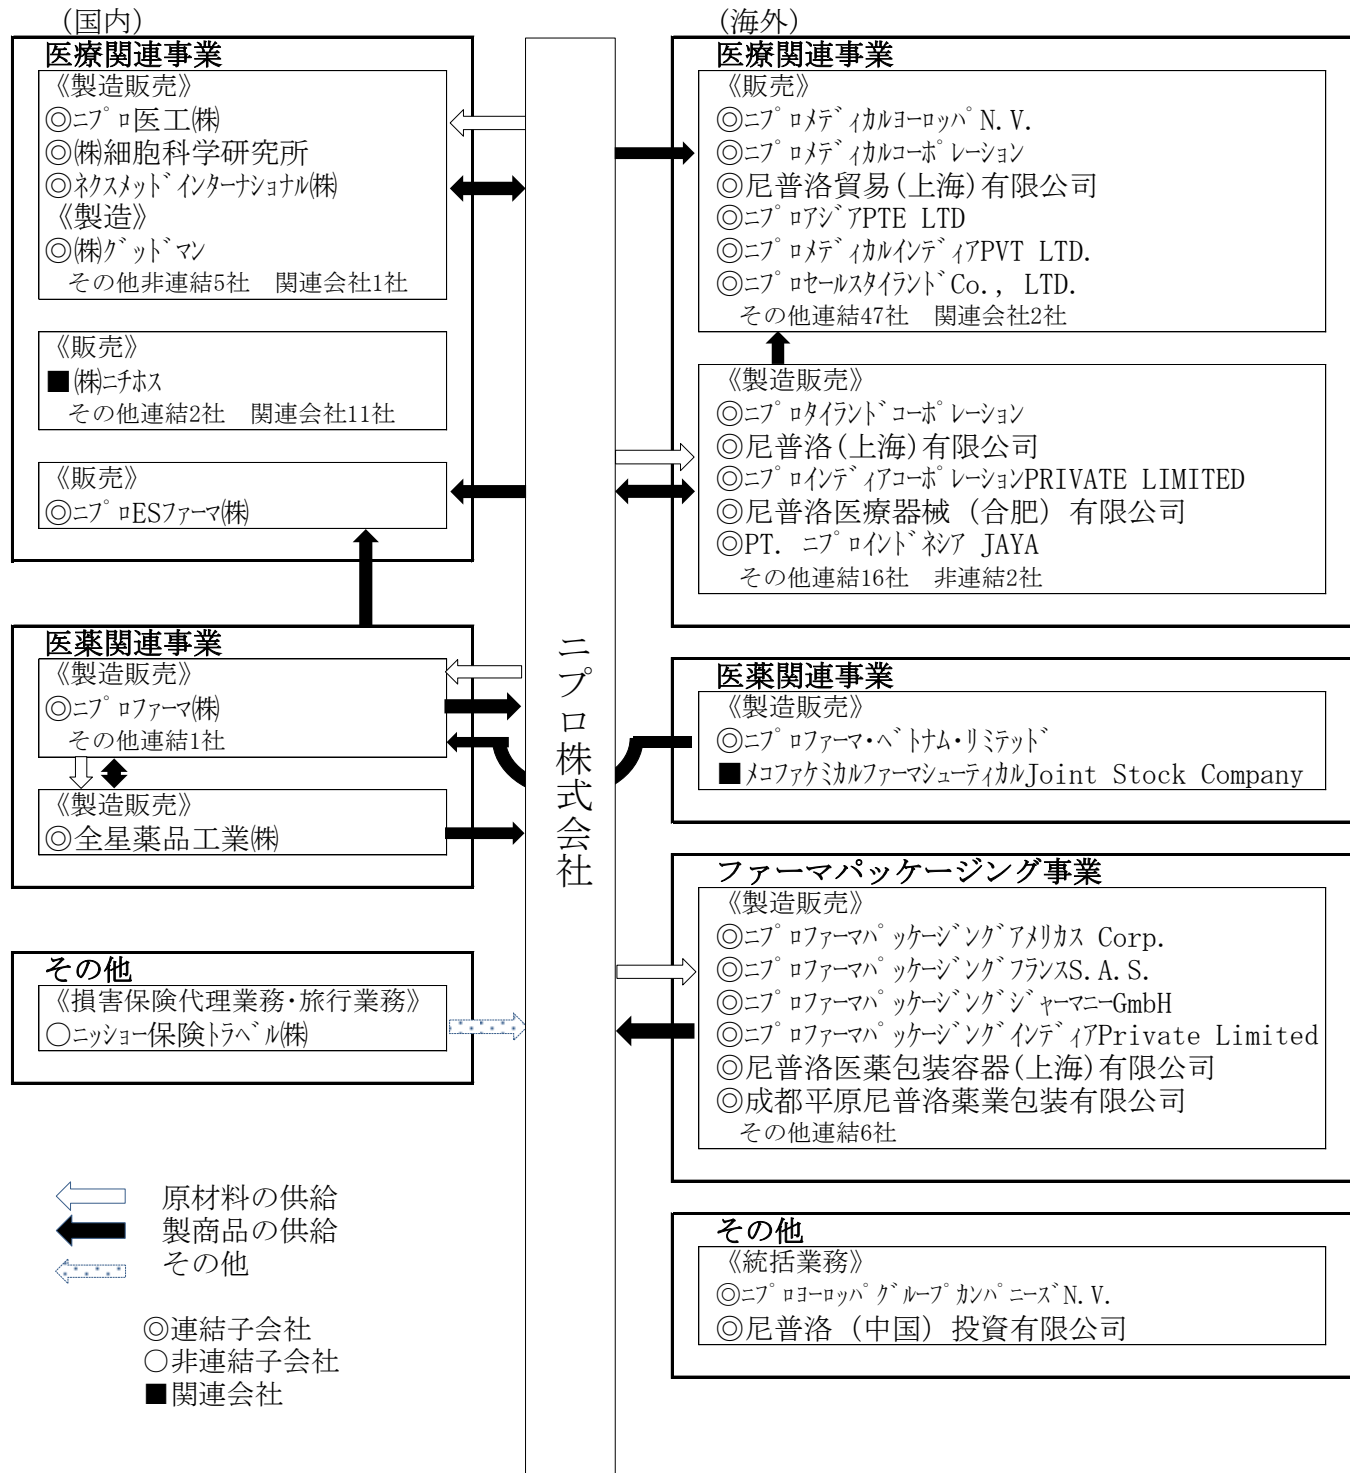 (国内)
医療関連事業
《製造販売》
◎ニプロ医工㈱
◎㈱細胞科学研究所
◎ネクスメッドインターナショナル㈱
《製造》
◎㈱グッドマン
その他非連結5社　関連会社1社
《販売》
■㈱ニチホス
その他連結2社　関連会社11社
《販売》
◎ニプロESファーマ㈱
医薬関連事業
《製造販売》
◎ニプロファーマ㈱
その他連結1社
《製造販売》
◎全星薬品工業㈱
その他
《損害保険代理業務・旅行業務》
○ニッショー保険トラベル㈱
原材料の供給
製商品の供給
その他
◎連結子会社
○非連結子会社
■関連会社
ニプロ株式会社
(海外)
医療関連事業
《販売》
◎ニプロメディカルヨーロッパN.V.
◎ニプロメディカルコーポレーション
◎尼普洛貿易(上海)有限公司
◎ニプロアジアPTE LTD
◎ニプロメディカルインディアPVT LTD.
◎ニプロセールスタイランドCo., LTD.
その他連結47社　関連会社2社
《製造販売》
◎ニプロタイランドコーポレーション
◎尼普洛(上海)有限公司
◎ニプロインディアコーポレーションPRIVATE LIMITED
◎尼普洛医療器械（合肥）有限公司
◎PT. ニプロインドネシア JAYA
その他連結16社　非連結2社
医薬関連事業
《製造販売》
◎ニプロファーマ・ベトナム・リミテッド
■メコファケミカルファーマシューティカルJoint Stock Company
ファーマパッケージング事業
《製造販売》
◎ニプロファーマパッケージングアメリカス Corp.
◎ニプロファーマパッケージングフランスS.A.S.
◎ニプロファーマパッケージングジャーマニーGmbH
◎ニプロファーマパッケージングインディアPrivate Limited
◎尼普洛医薬包装容器(上海)有限公司
◎成都平原尼普洛薬業包装有限公司
その他連結6社
その他
《統括業務》
◎ニプロヨーロッパグループカンパニーズN.V.
◎尼普洛（中国）投資有限公司